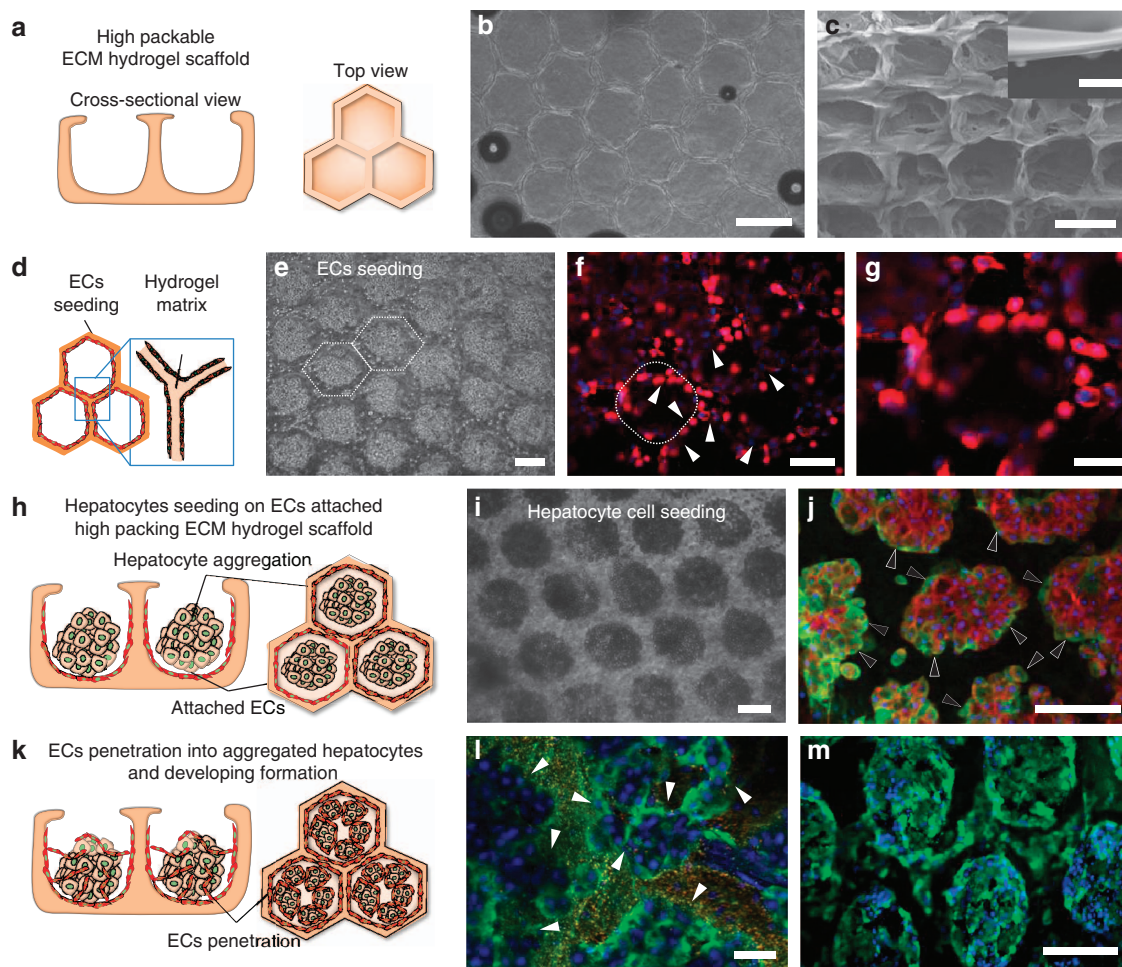 a
High packable
ECM hydrogel scaffold
Cross-sectional view
Top view
b
c
d
ECs
seeding
Hydrogel
matrix
e
ECs seeding
f
g
h
Hepatocytes seeding on ECs attached
high packing ECM hydrogel scaffold
Hepatocyte aggregation
Attached ECs
i
Hepatocyte cell seeding
j
k
ECs penetration into aggregated hepatocytes
and developing formation
ECs penetration
l
m